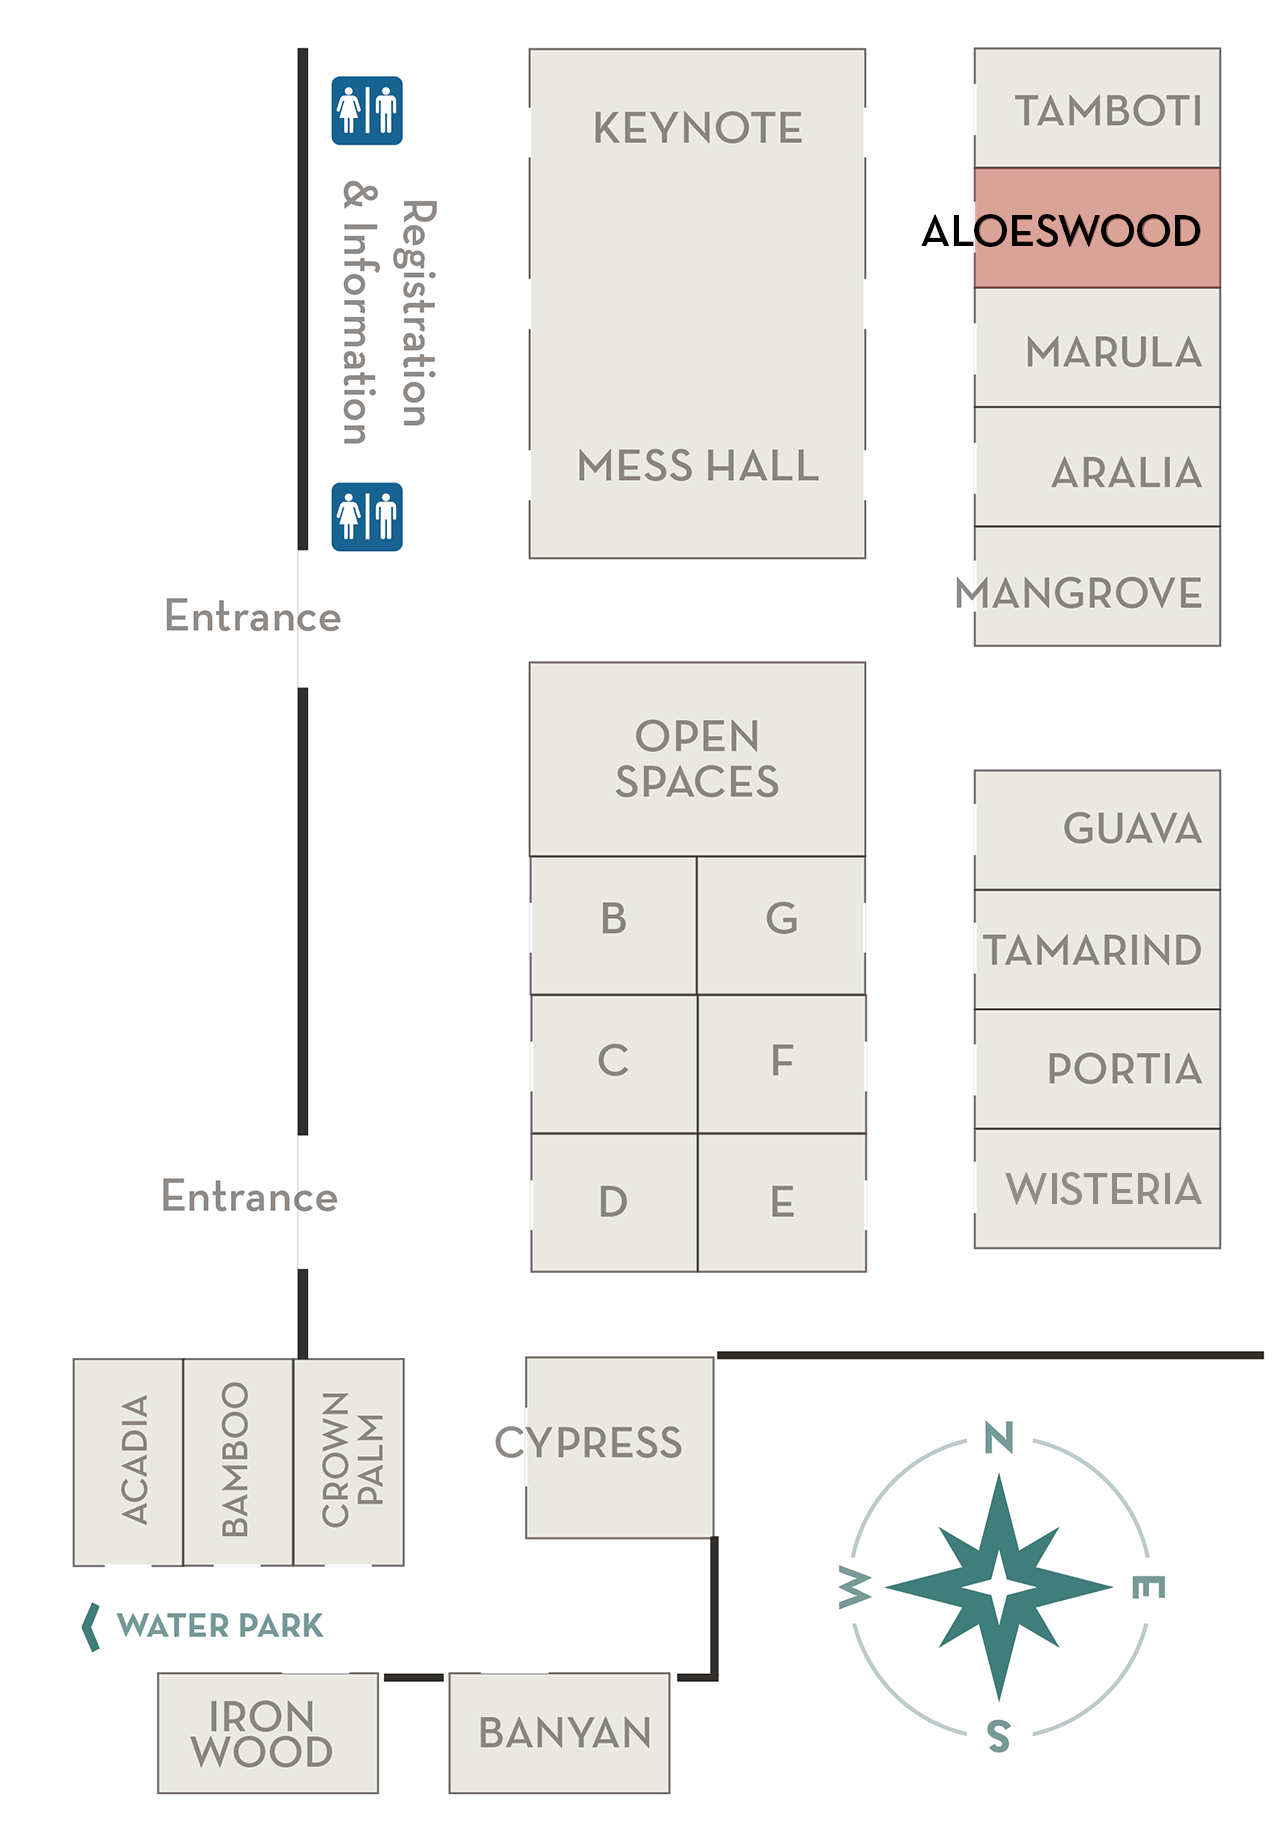 KEYNOTE
MESS HALL
Registration
& Information
Entrance
Entrance
TAMBOTI
ALOESWOOD
MARULA
ARALIA
MANGROVE
OPEN
SPACES
B
G
C
F
D
E
GUAVA
TAMARIND
PORTIA
WISTERIA
ACADIA
BAMBOO
CROWN
PALM
CYPRESS
WATER PARK
IRON
WOOD
BANYAN
N
W
E
S